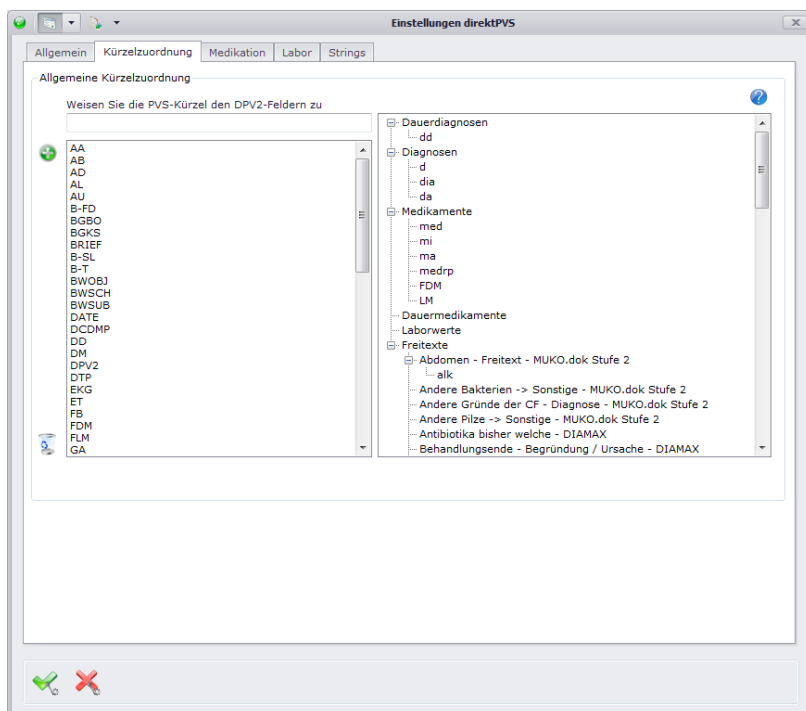 Einstellungen direktPVS
Allgemein Kürzelzuordnung Medikation Labor Strings
Allgemeine Kürzelzuordnung
Weisen Sie die PVS-Kürzel den DPV2-Feldern zu
AA
AB
AD
AL
AU
B-FD
BGBO
BGKS
BRIEF
B-SL
B-T
BWOBJ
BWSCH
BWSUB
DATE
DCDMP
DD
DM
DPV2
DTP
EKG
ET
FB
FDM
FLM
GA
Dauerdiagnosen
dd
Diagnosen
d
dia
da
Medikamente
med
mi
ma
medrp
FDM
LM
Dauermedikamente
Laborwerte
Freitexte
Abdomen - Freitext - MUKO.dok Stufe 2
alk
Andere Bakterien -> Sonstige - MUKO.dok Stufe 2
Andere Gründe der CF - Diagnose - MUKO.dok Stufe 2
Andere Pilze -> Sonstige - MUKO.dok Stufe 2
Antibiotika bisher welche - DIAMAX
Behandlungsende - Begründung / Ursache - DIAMAX